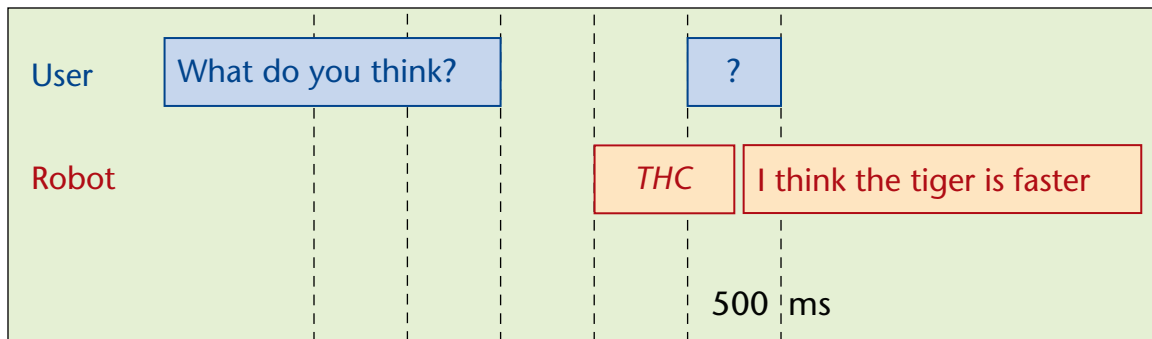 User
What do you think?
?
Robot
THC
I think the tiger is faster
500 ms